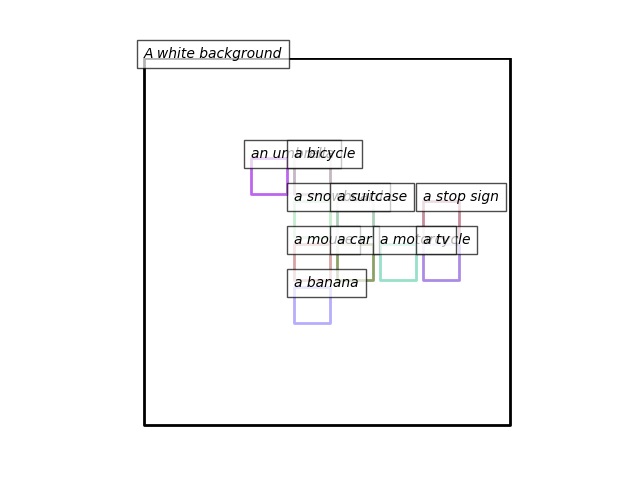 A white background
an umbrella
a bicycle
a snowboard
a suitcase
a stop sign
a mouse
a car
a motorcycle
a tv
a banana